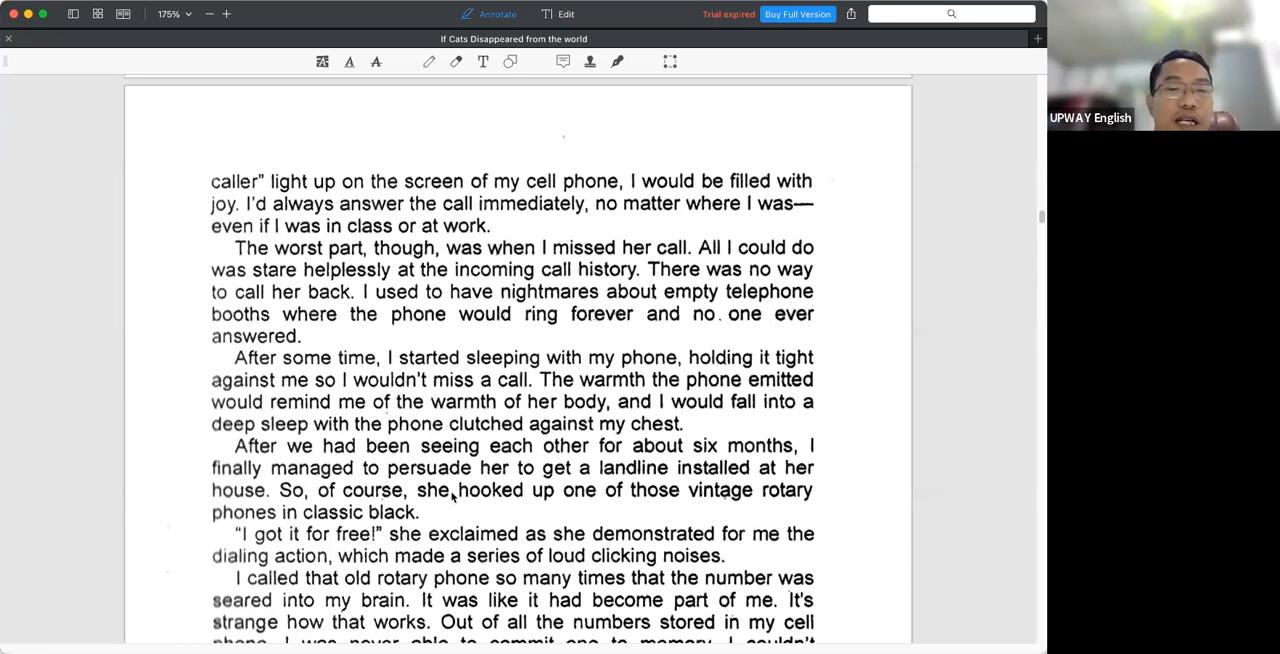 175%
Annotate
Edit
Trial expired
Buy Full Version
If Cats Disappeared from the world
UPWAY English
caller” light up on the screen of my cell phone, I would be filled with
joy. I’d always answer the call immediately, no matter where I was—
even if I was in class or at work.
The worst part, though, was when I missed her call. All I could do
was stare helplessly at the incoming call history. There was no way
to call her back. I used to have nightmares about empty telephone
booths where the phone would ring forever and no one ever
answered.
After some time, I started sleeping with my phone, holding it tight
against me so I wouldn’t miss a call. The warmth the phone emitted
would remind me of the warmth of her body, and I would fall into a
deep sleep with the phone clutched against my chest.
After we had been seeing each other for about six months, I
finally managed to persuade her to get a landline installed at her
house. So, of course, she hooked up one of those vintage rotary
phones in classic black.
“I got it for free!” she exclaimed as she demonstrated for me the
dialing action, which made a series of loud clicking noises.
I called that old rotary phone so many times that the number was
seared into my brain. It was like it had become part of me. It’s
strange how that works. Out of all the numbers stored in my cell
phone, I was never able to commit one to memory. I couldn’t